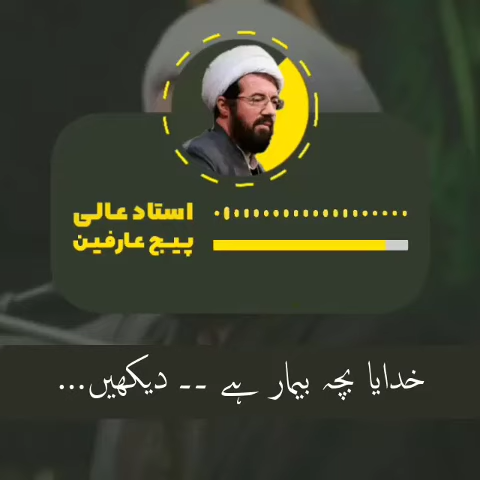 استاد عالی
پیج عارفین
خدایا بچہ بیمار ہے -- دیکھیں...